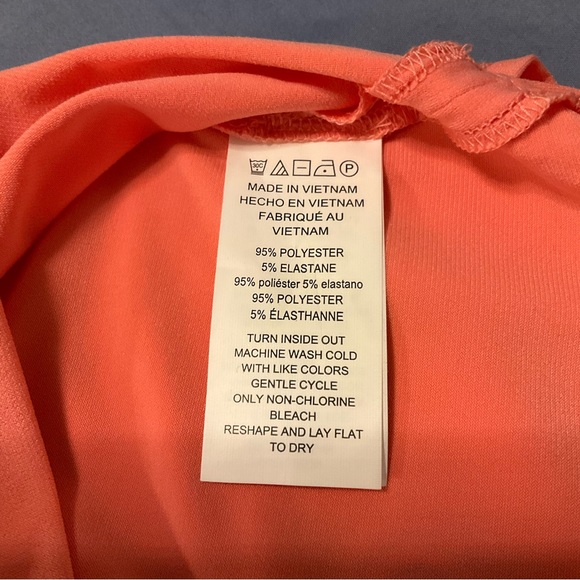 30C P
MADE IN VIETNAM
HECHO EN VIETNAM
FABRIQUÉ AU
VIETNAM
95% POLYESTER
5% ELASTANE
95% poliéster 5% elastano
95% POLYESTER
5% ÉLASTHANNE
TURN INSIDE OUT
MACHINE WASH COLD
WITH LIKE COLORS
GENTLE CYCLE
ONLY NON-CHLORINE
BLEACH
RESHAPE AND LAY FLAT
TO DRY